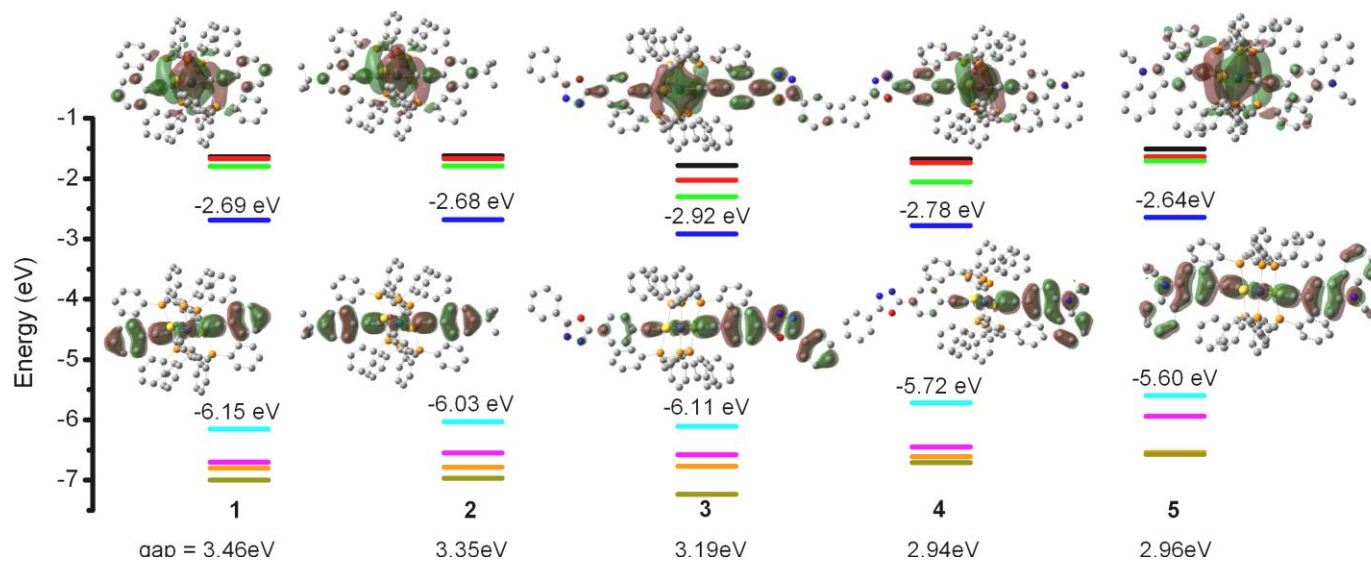 -1
-2
-3
-4
-5
-6
-7
Energy (eV)
-2.69 eV
-2.68 eV
-2.92 eV
-2.78 eV
-2.64eV
-6.15 eV
-6.03 eV
-6.11 eV
-5.72 eV
-5.60 eV
1 2 3 4 5
gap = 3.46eV 3.35eV 3.19eV 2.94eV 2.96eV